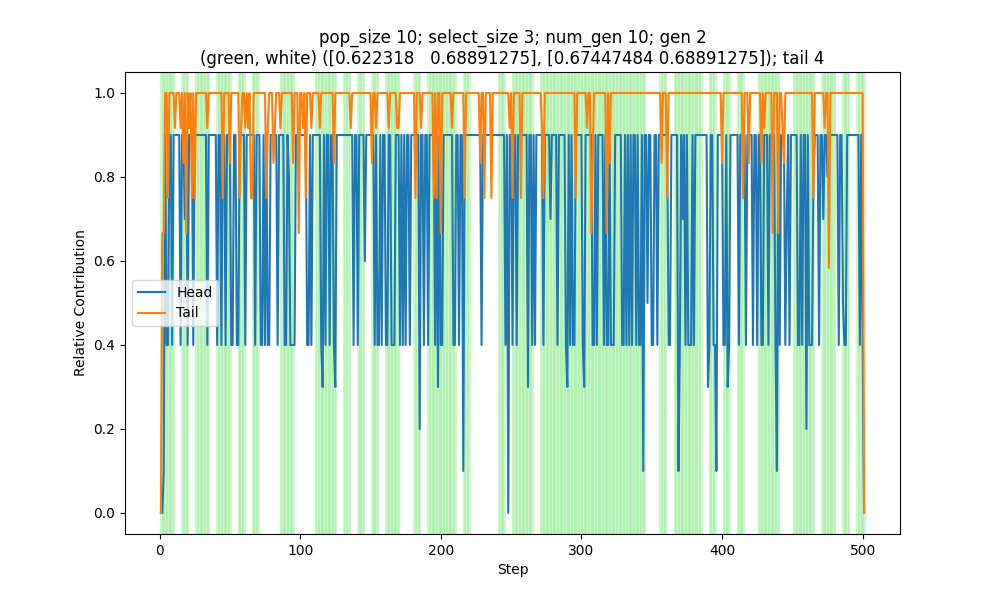 pop_size 10; select_size 3; num_gen 10; gen 2
(green, white) ([0.622318   0.68891275], [0.67447484 0.68891275]); tail 4
1.0
0.8
0.6
0.4
0.2
0.0
Relative Contribution
Head
Tail
0
100
200
300
400
500
Step